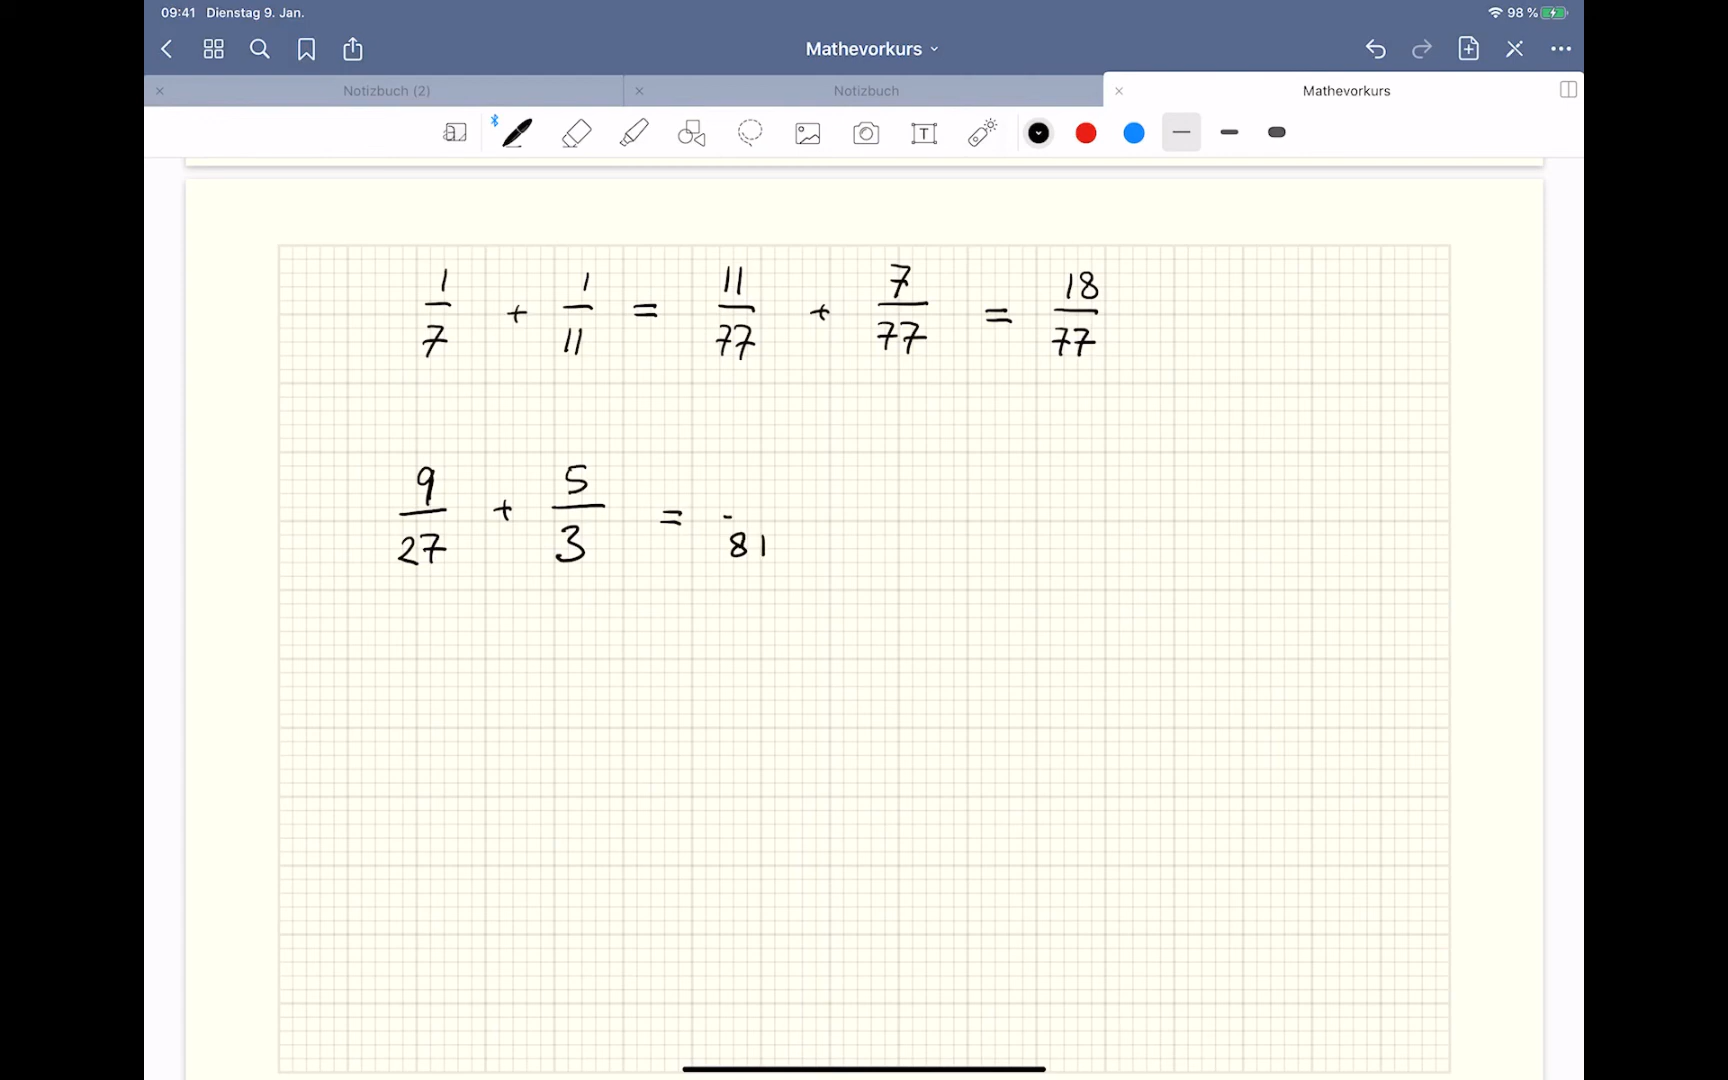 09:41 Dienstag 9. Jan. 98 %
Mathevorkurs
Notizbuch (2) Notizbuch Mathevorkurs
1/7 + 1/11 = 11/77 + 7/77 = 18/77
9/27 + 5/3 = -/81